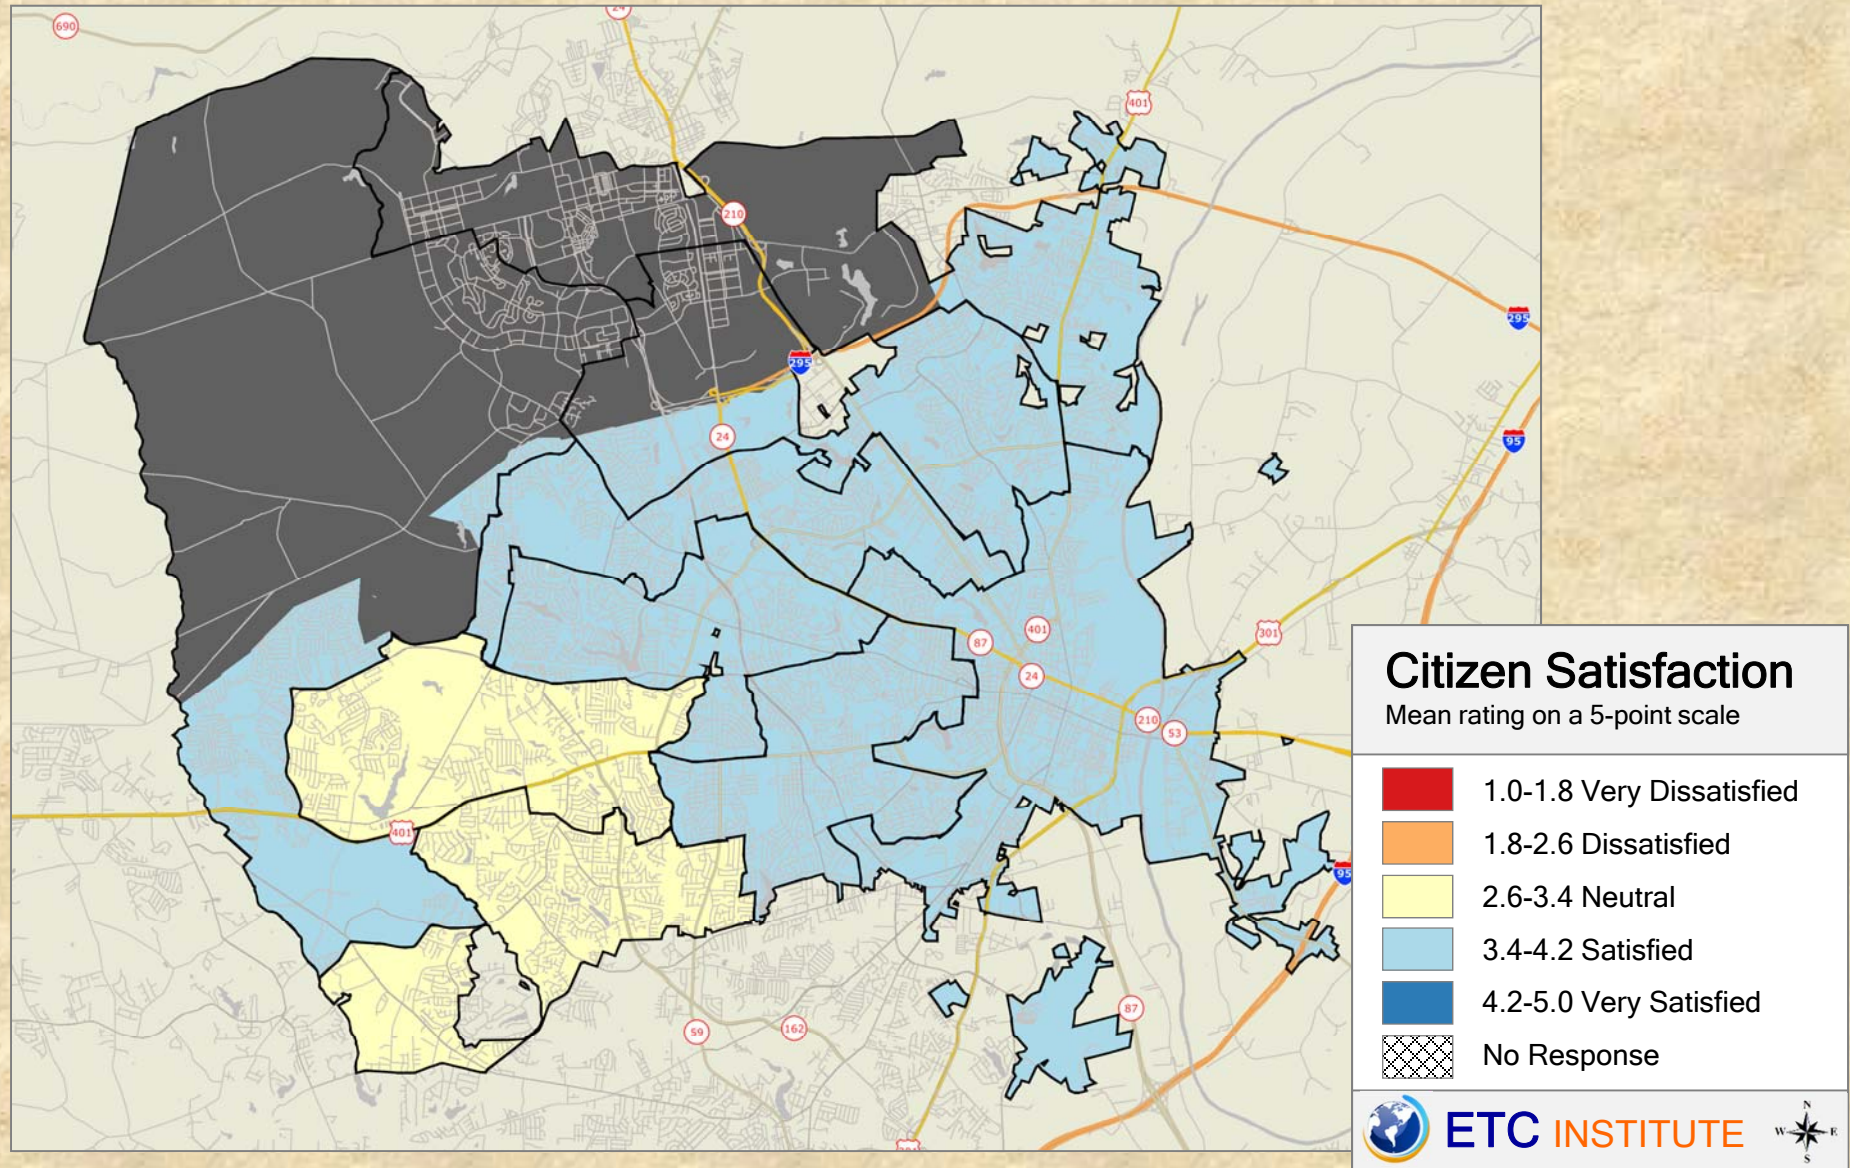 690
24
401
210
295
295
24
95
87
401
24
301
210
53
401
95
59
162
87
Citizen Satisfaction
Mean rating on a 5-point scale
1.0-1.8 Very Dissatisfied
1.8-2.6 Dissatisfied
2.6-3.4 Neutral
3.4-4.2 Satisfied
4.2-5.0 Very Satisfied
No Response
ETC INSTITUTE
N
W E
S